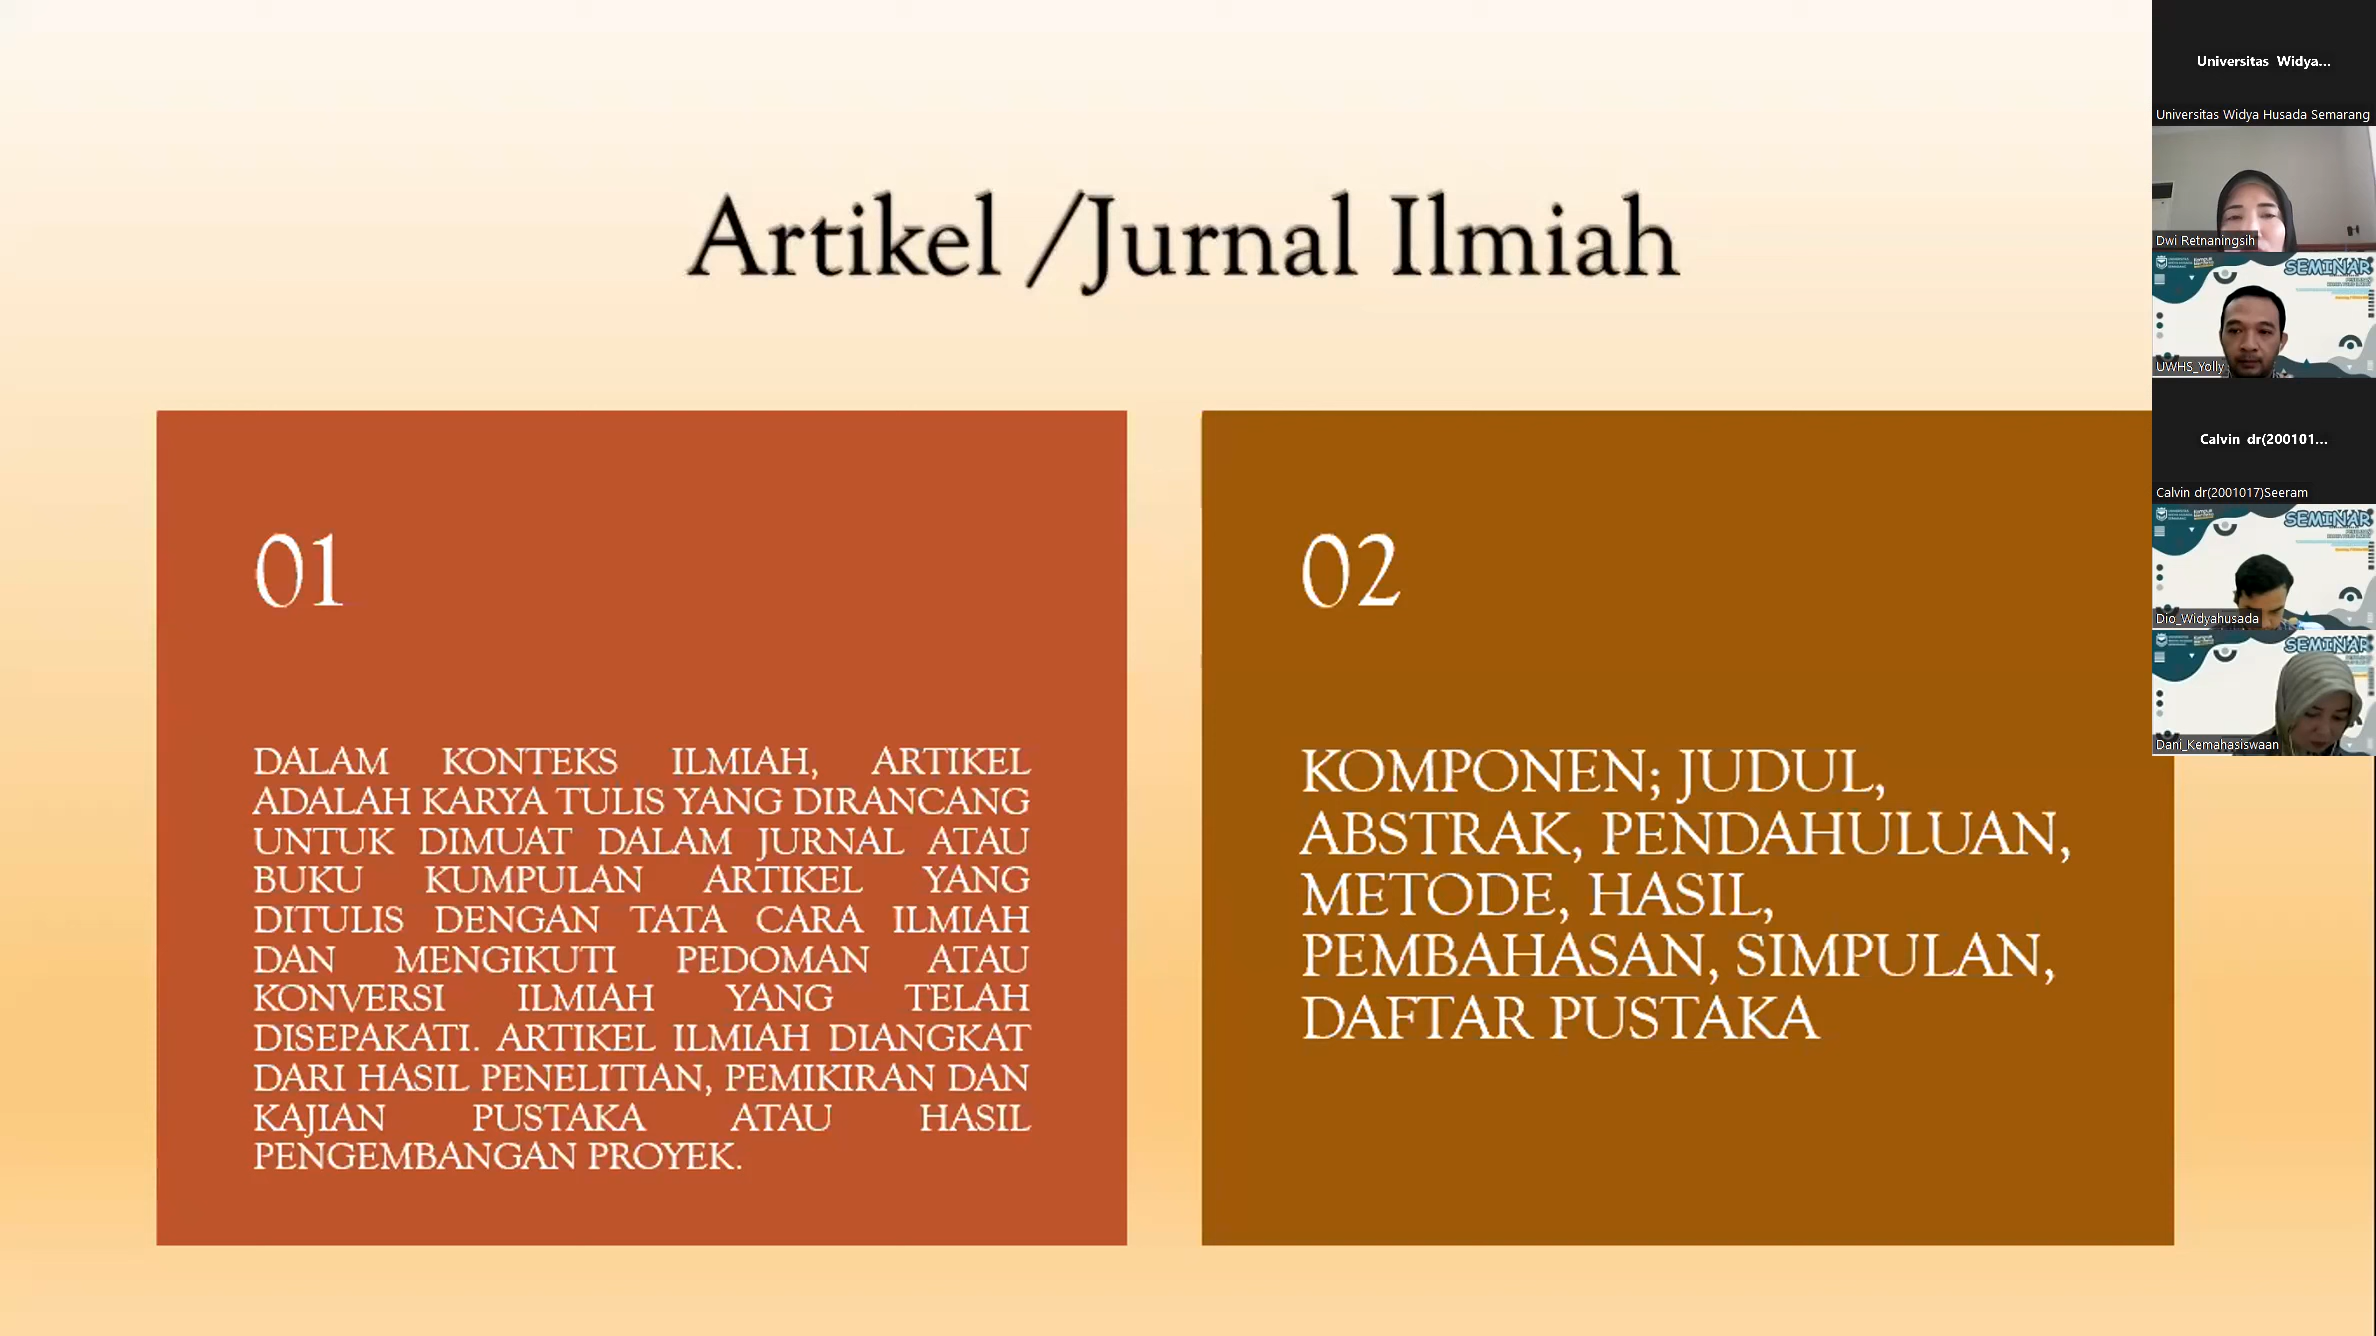 Artikel /Jurnal Ilmiah
01
DALAM KONTEKS ILMIAH, ARTIKEL
ADALAH KARYA TULIS YANG DIRANCANG
UNTUK DIMUAT DALAM JURNAL ATAU
BUKU KUMPULAN ARTIKEL YANG
DITULIS DENGAN TATA CARA ILMIAH
DAN MENGIKUTI PEDOMAN ATAU
KONVERSI ILMIAH YANG TELAH
DISEPAKATI. ARTIKEL ILMIAH DIANGKAT
DARI HASIL PENELITIAN, PEMIKIRAN DAN
KAJIAN PUSTAKA ATAU HASIL
PENGEMBANGAN PROYEK.
02
KOMPONEN; JUDUL,
ABSTRAK, PENDAHULUAN,
METODE, HASIL,
PEMBAHASAN, SIMPULAN,
DAFTAR PUSTAKA
Universitas Widya...
Universitas Widya Husada Semarang
Dwi Retnaningsih
SEMINAR
UWHS_Yolly
Calvin dr(200101...
Calvin dr(2001017)Seeram
SEMINAR
Dio_Widyahusada
SEMINAR
Dani_Kemahasiswaan